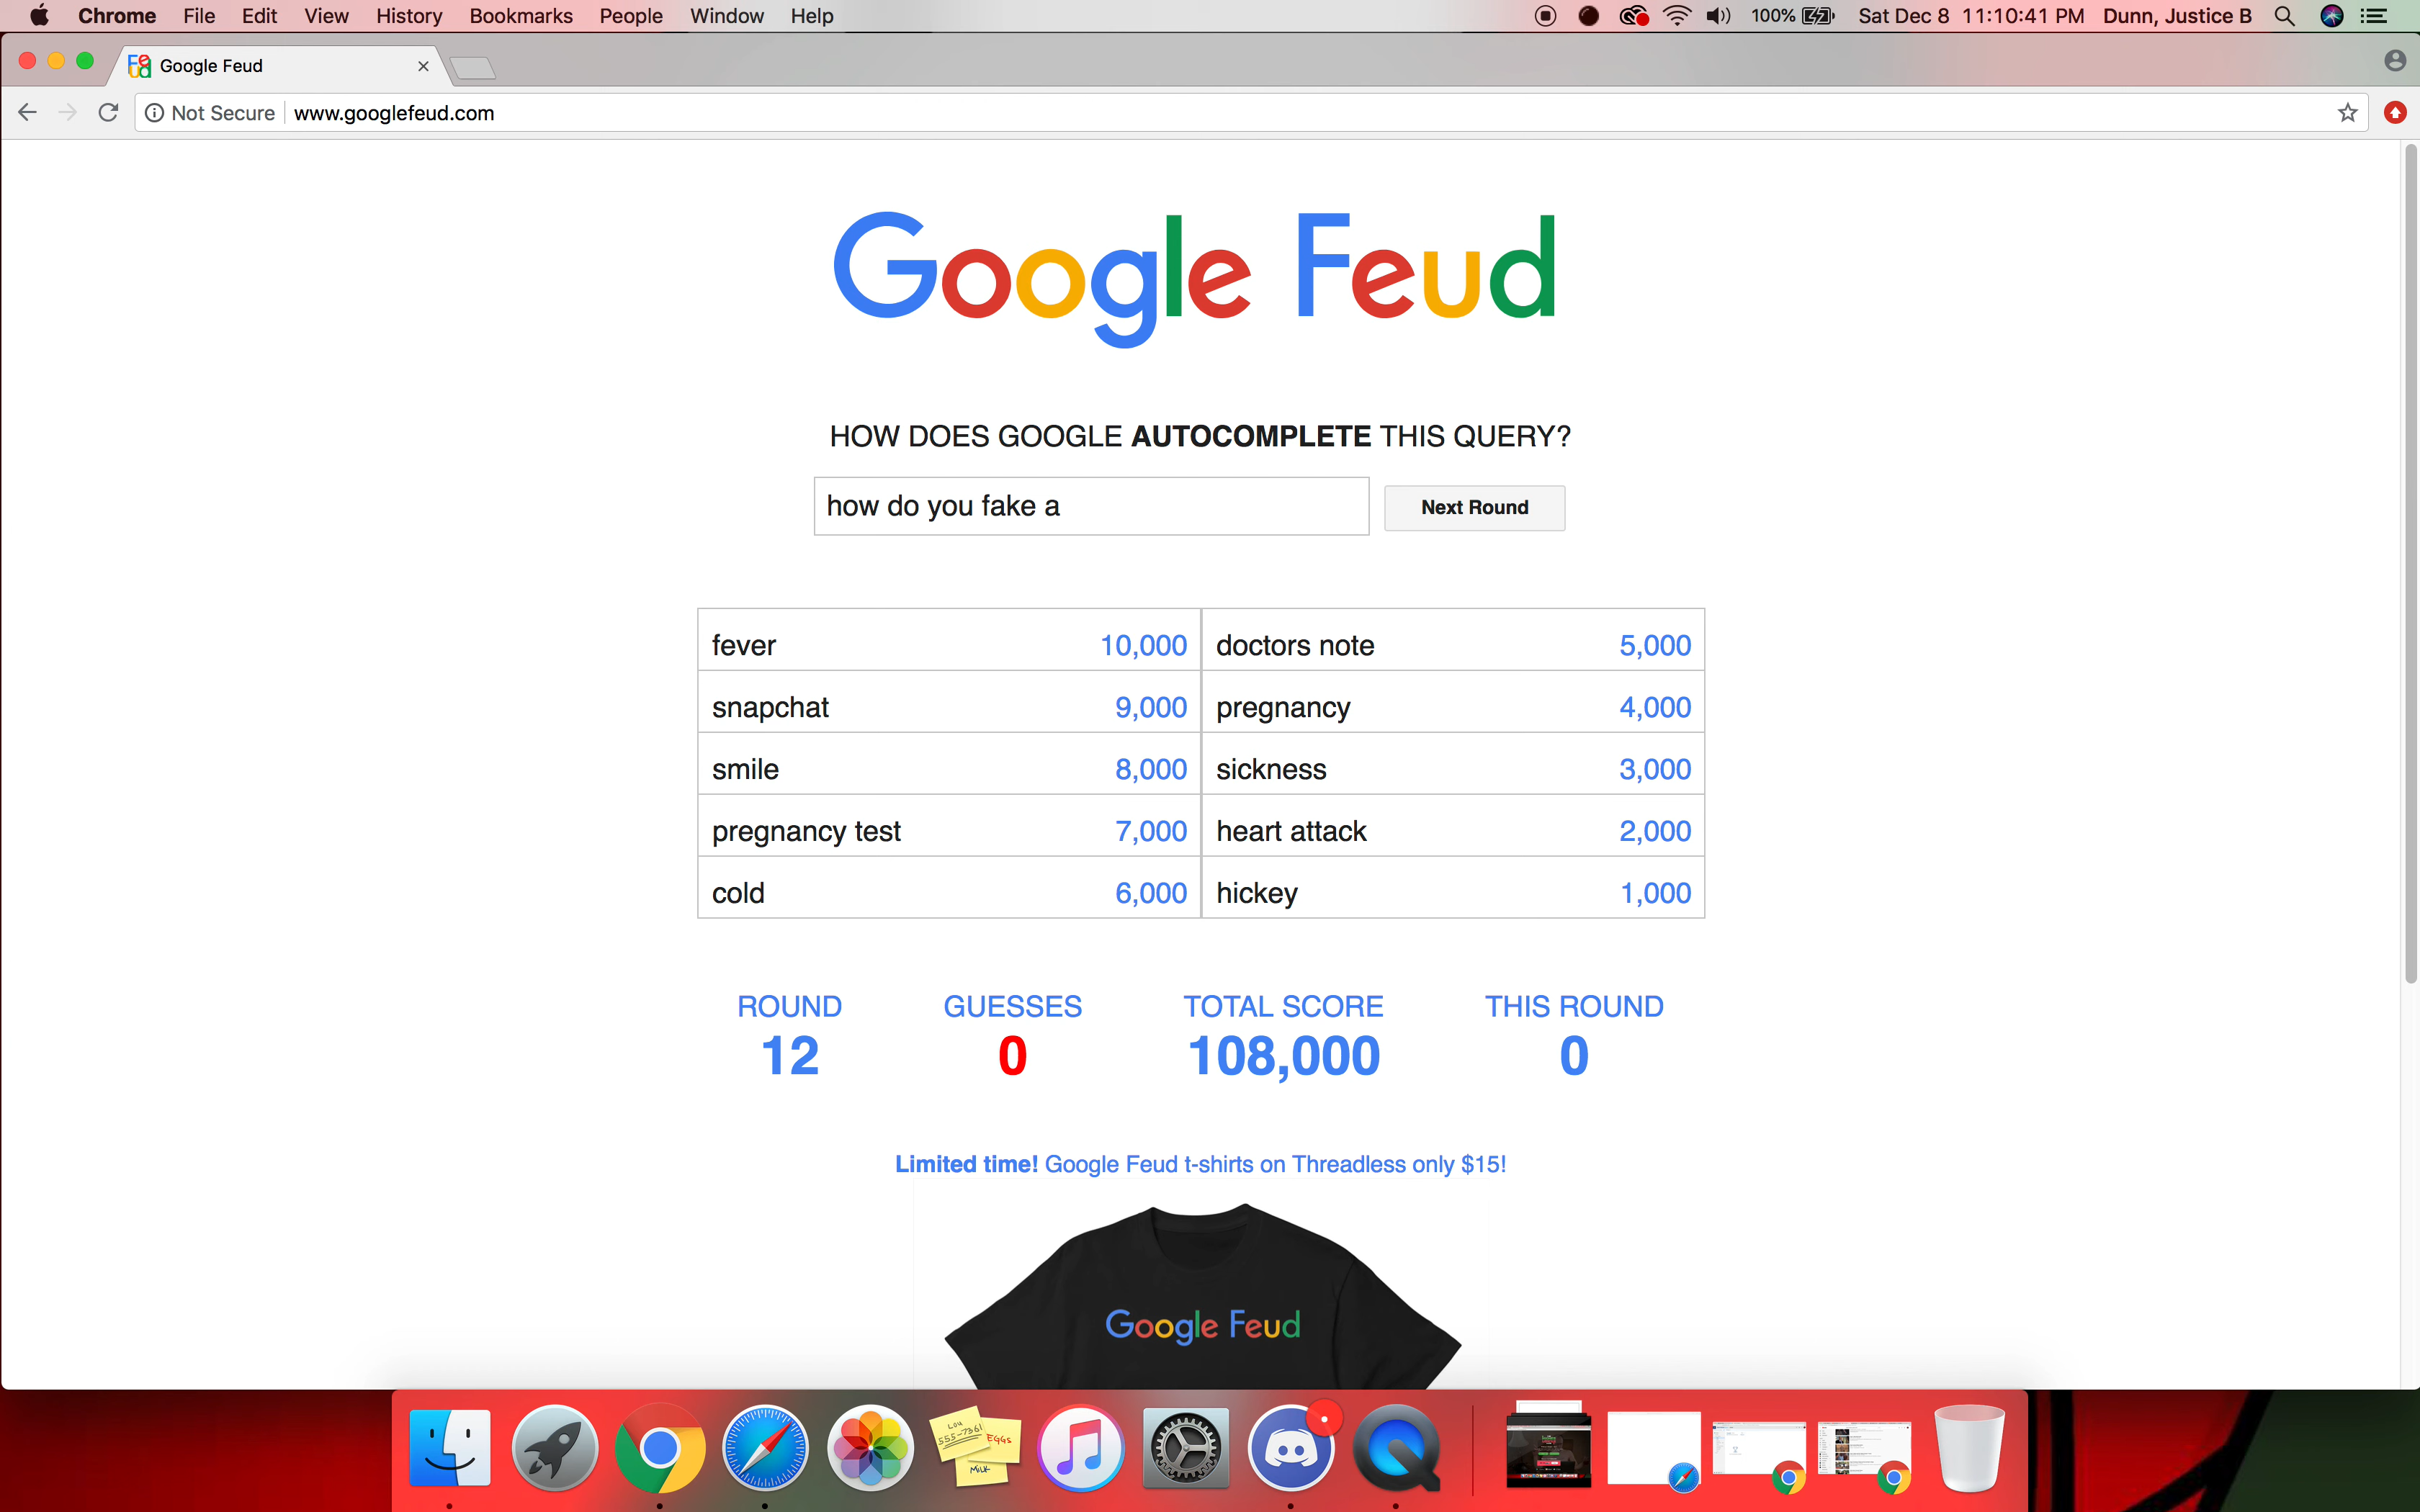 Chrome File Edit View History Bookmarks People Window Help 100% Sat Dec 8 11:10:41 PM Dunn, Justice B
Google Feud
Not Secure www.googlefeud.com
Google Feud
HOW DOES GOOGLE AUTOCOMPLETE THIS QUERY?
how do you fake a Next Round
fever 10,000 doctors note 5,000
snapchat 9,000 pregnancy 4,000
smile 8,000 sickness 3,000
pregnancy test 7,000 heart attack 2,000
cold 6,000 hickey 1,000
ROUND GUESSES TOTAL SCORE THIS ROUND
12 0 108,000 0
Limited time! Google Feud t-shirts on Threadless only $15!
Google Feud
LOU
555-7361
EGGS
MILK